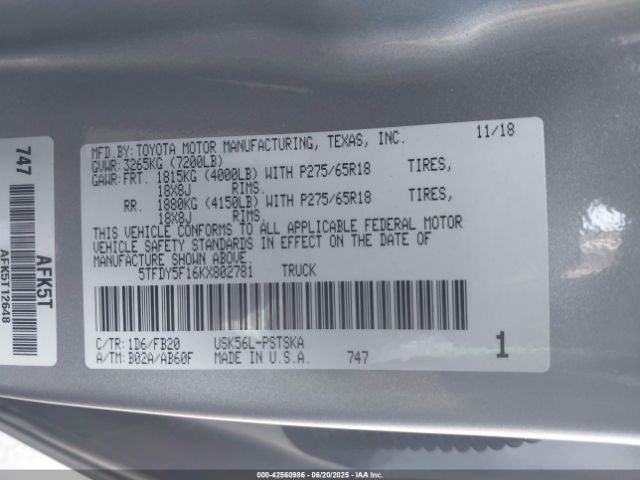 MFD.BY:TOYOTA MOTOR MANUFACTURING, TEXAS, INC. 11/18
GVWR:3265KG (7200LB)
GAWR:FRT. 1815KG (4000LB) WITH P275/65R18 TIRES,
18X8J RIMS.
RR. 1880KG (4150LB) WITH P275/65R18 TIRES,
18X8J RIMS.
THIS VEHICLE CONFORMS TO ALL APPLICABLE FEDERAL MOTOR
VEHICLE SAFETY STANDARDS IN EFFECT ON THE DATE OF
MANUFACTURE SHOWN ABOVE.
5TFDY5F16KX802781 TRUCK
C/TR: 1D6/FB20 USK56L-PSTSKA
A/TM: B02A/AB60F MADE IN U.S.A. 747 1
747
AFK5T
AFK5T12648
000-42560986 - 06/20/2025 - IAAI.com